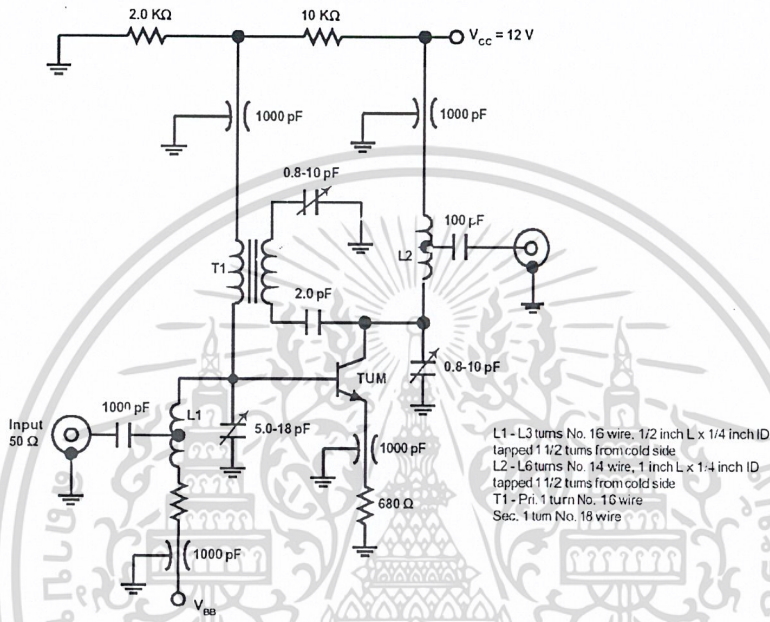 2.0 KΩ
10 KΩ
V_CC = 12 V
1000 pF
1000 pF
0.8-10 pF
100 pF
T1
L2
2.0 pF
TUM
0.8-10 pF
1000 pF
L1
Input
50 Ω
5.0-18 pF
1000 pF
680 Ω
1000 pF
V_BB
L1 - L3 turns No. 16 wire, 1/2 inch L x 1/4 inch ID
tapped 1 1/2 turns from cold side
L2 - L6 turns No. 14 wire, 1 inch L x 1/4 inch ID
tapped 1 1/2 turns from cold side
T1 - Pri. 1 turn No. 16 wire
Sec. 1 turn No. 18 wire